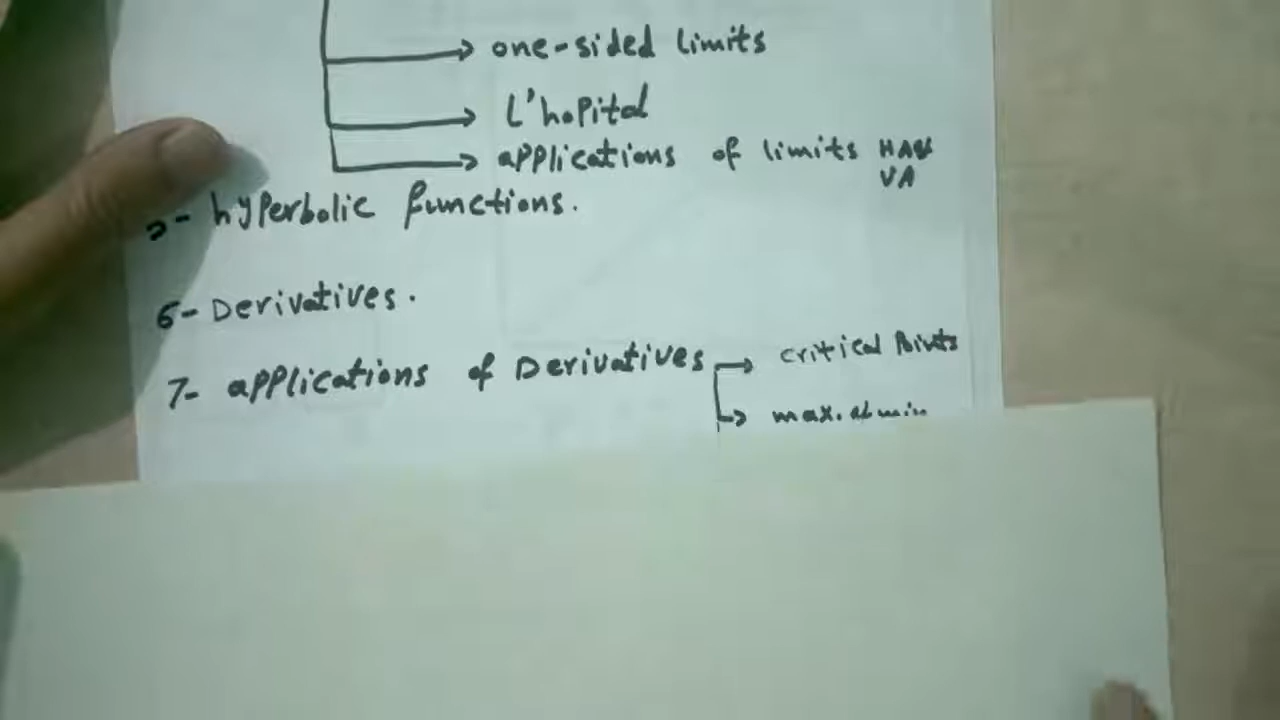 one-sided limits
L'hopital
applications of limits HA
VA
5- hyperbolic functions.
6- Derivatives.
7- applications of Derivatives
critical Points
max.